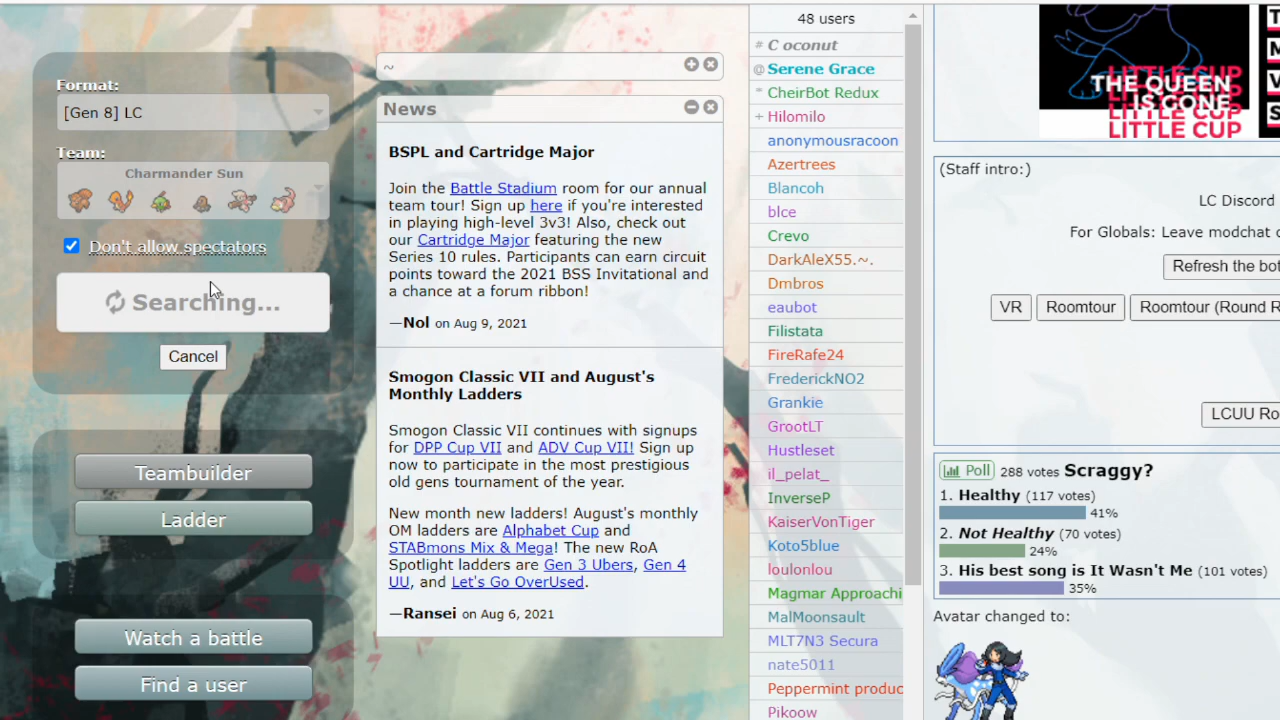 Format:
[Gen 8] LC
Team:
Charmander Sun
Don't allow spectators
Searching...
Cancel
Teambuilder
Ladder
Watch a battle
Find a user
~
News
BSPL and Cartridge Major
Join the Battle Stadium room for our annual
team tour! Sign up here if you're interested
in playing high-level 3v3! Also, check out
our Cartridge Major featuring the new
Series 10 rules. Participants can earn circuit
points toward the 2021 BSS Invitational and
a chance at a forum ribbon!
—Nol on Aug 9, 2021
Smogon Classic VII and August's
Monthly Ladders
Smogon Classic VII continues with signups
for DPP Cup VII and ADV Cup VII! Sign up
now to participate in the most prestigious
old gens tournament of the year.
New month new ladders! August's monthly
OM ladders are Alphabet Cup and
STABmons Mix & Mega! The new RoA
Spotlight ladders are Gen 3 Ubers, Gen 4
UU, and Let's Go OverUsed.
—Ransei on Aug 6, 2021
48 users
# C oconut
@ Serene Grace
* CheirBot Redux
+ Hilomilo
anonymousracoon
Azertrees
Blancoh
blce
Crevo
DarkAleX55.~.
Dmbros
eaubot
Filistata
FireRafe24
FrederickNO2
Grankie
GrootLT
Hustleset
il_pelat_
InverseP
KaiserVonTiger
Koto5blue
loulonlou
Magmar Approachi
MalMoonsault
MLT7N3 Secura
nate5011
Peppermint produc
Pikoow
THE QUEEN
IS GONE
LITTLE CUP
LITTLE CUP
LITTLE CUP
T
M
V
S
(Staff intro:)
LC Discord
For Globals: Leave modchat o
Refresh the bot
VR
Roomtour
Roomtour (Round R
LCUU Ro
Poll 288 votes Scraggy?
1. Healthy (117 votes)
41%
2. Not Healthy (70 votes)
24%
3. His best song is It Wasn't Me (101 votes)
35%
Avatar changed to: